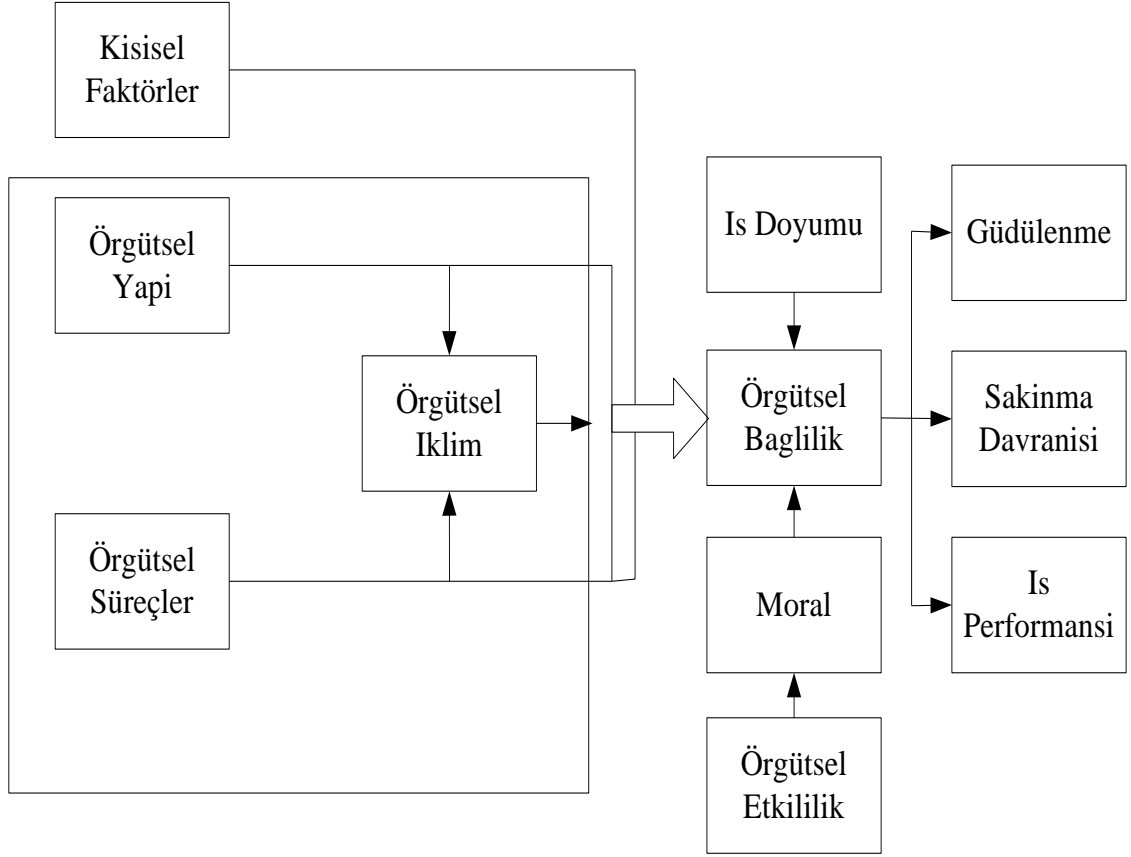 Kisisel
Faktörler
Örgütsel
Yapi
Örgütsel
Iklim
Örgütsel
Süreçler
Is Doyumu
Örgütsel
Baglilik
Moral
Örgütsel
Etkililik
Güdülenme
Sakinma
Davranisi
Is
Performansi